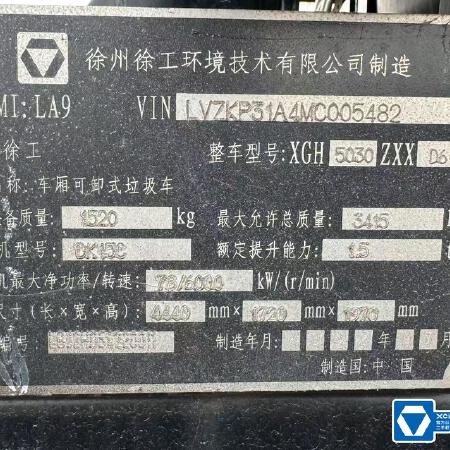 徐州徐工环境技术有限公司制造
MI:LA9 VIN LVZKP31A4MC005482
徐工 整车型号:XGH 5030 ZXX D6
名称:车厢可卸式垃圾车
备质量: 1520 kg 最大允许总质量: 3415
机型号: DK15C 额定提升能力: 1.5 t
机最大净功率/转速: 78/6000 kW/(r/min)
尺寸(长×宽×高): 4440 mm× 1720 mm× 1970 mm
编号 制造年月: 年 月
制造国:中 国